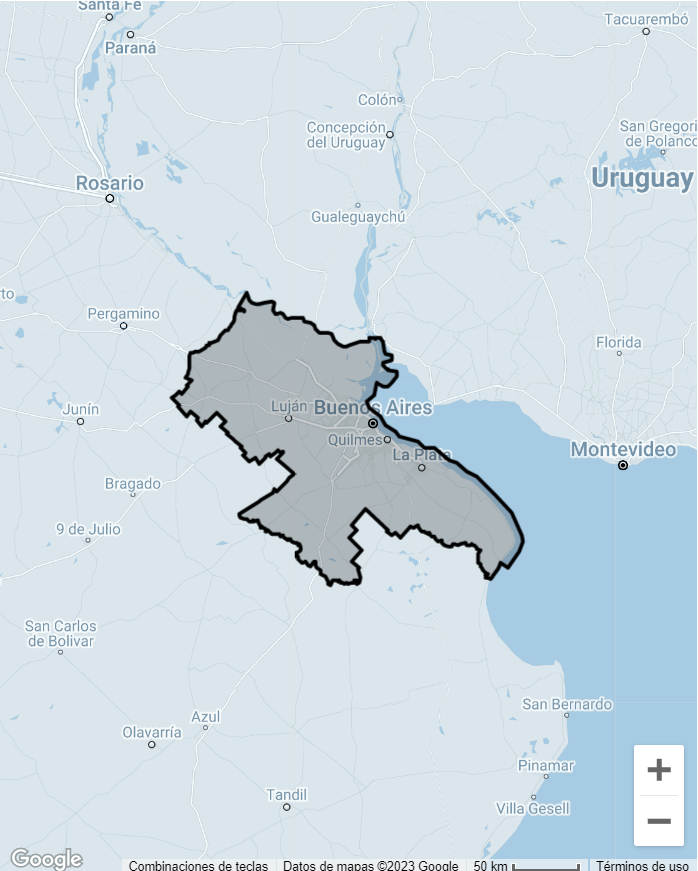 Santa Fe
Tacuarembó
Paraná
Colón
Concepción
del Uruguay
San Gregori
de Polanco
Uruguay
Rosario
Gualeguaychú
rto
Pergamino
Florida
Junín
Luján
Buenos Aires
Quilmes
La Plata
Montevideo
Bragado
9 de Julio
San Carlos
de Bolivar
San Bernardo
Azul
Olavarría
Pinamar
Tandil
Villa Gesell
Google
Combinaciones de teclas
Datos de mapas ©2023 Google
50 km
Términos de uso